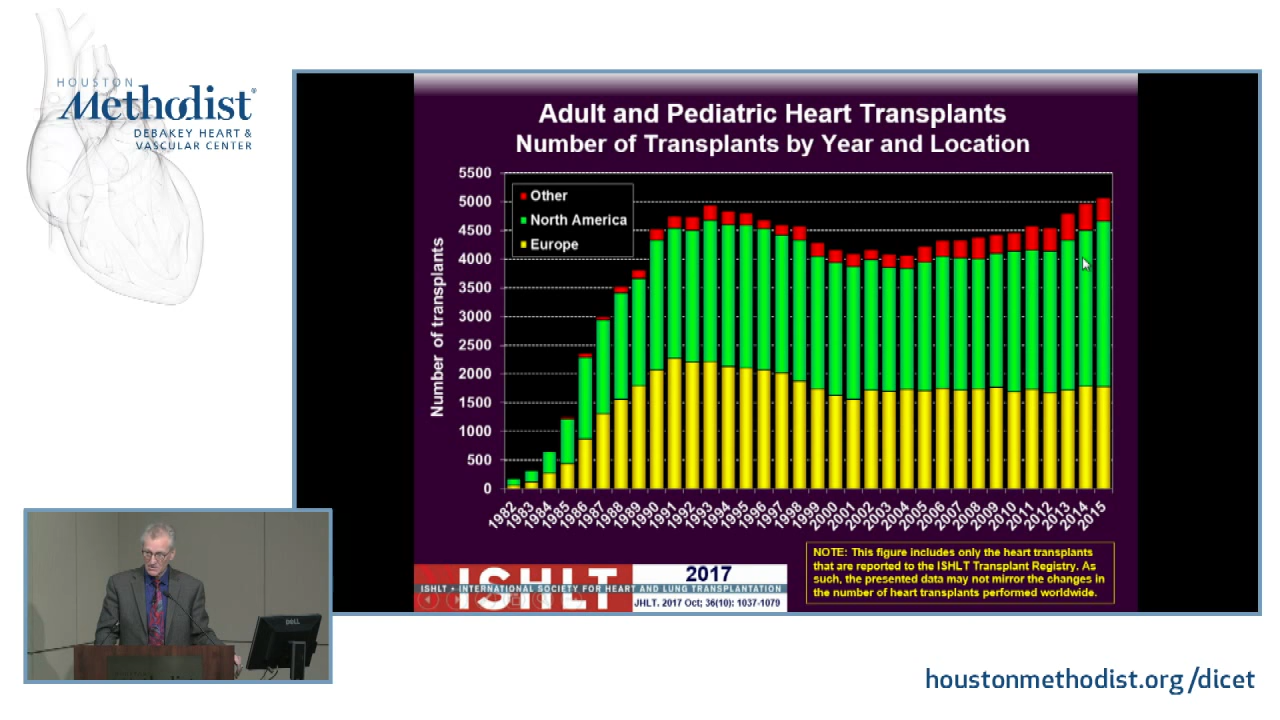 HOUSTON
Methodist®
DEBAKEY HEART &
VASCULAR CENTER
Adult and Pediatric Heart Transplants
Number of Transplants by Year and Location
Number of transplants
5500
5000
4500
4000
3500
3000
2500
2000
1500
1000
500
0
Other
North America
Europe
1982 1983 1984 1985 1986 1987 1988 1989 1990 1991 1992 1993 1994 1995 1996 1997 1998 1999 2000 2001 2002 2003 2004 2005 2006 2007 2008 2009 2010 2011 2012 2013 2014 2015
ISHLT
ISHLT • INTERNATIONAL SOCIETY FOR HEART AND LUNG TRANSPLANTATION
2017
JHLT. 2017 Oct; 36(10): 1037-1079
NOTE: This figure includes only the heart transplants
that are reported to the ISHLT Transplant Registry. As
such, the presented data may not mirror the changes in
the number of heart transplants performed worldwide.
DELL
houstonmethodist.org/dicet